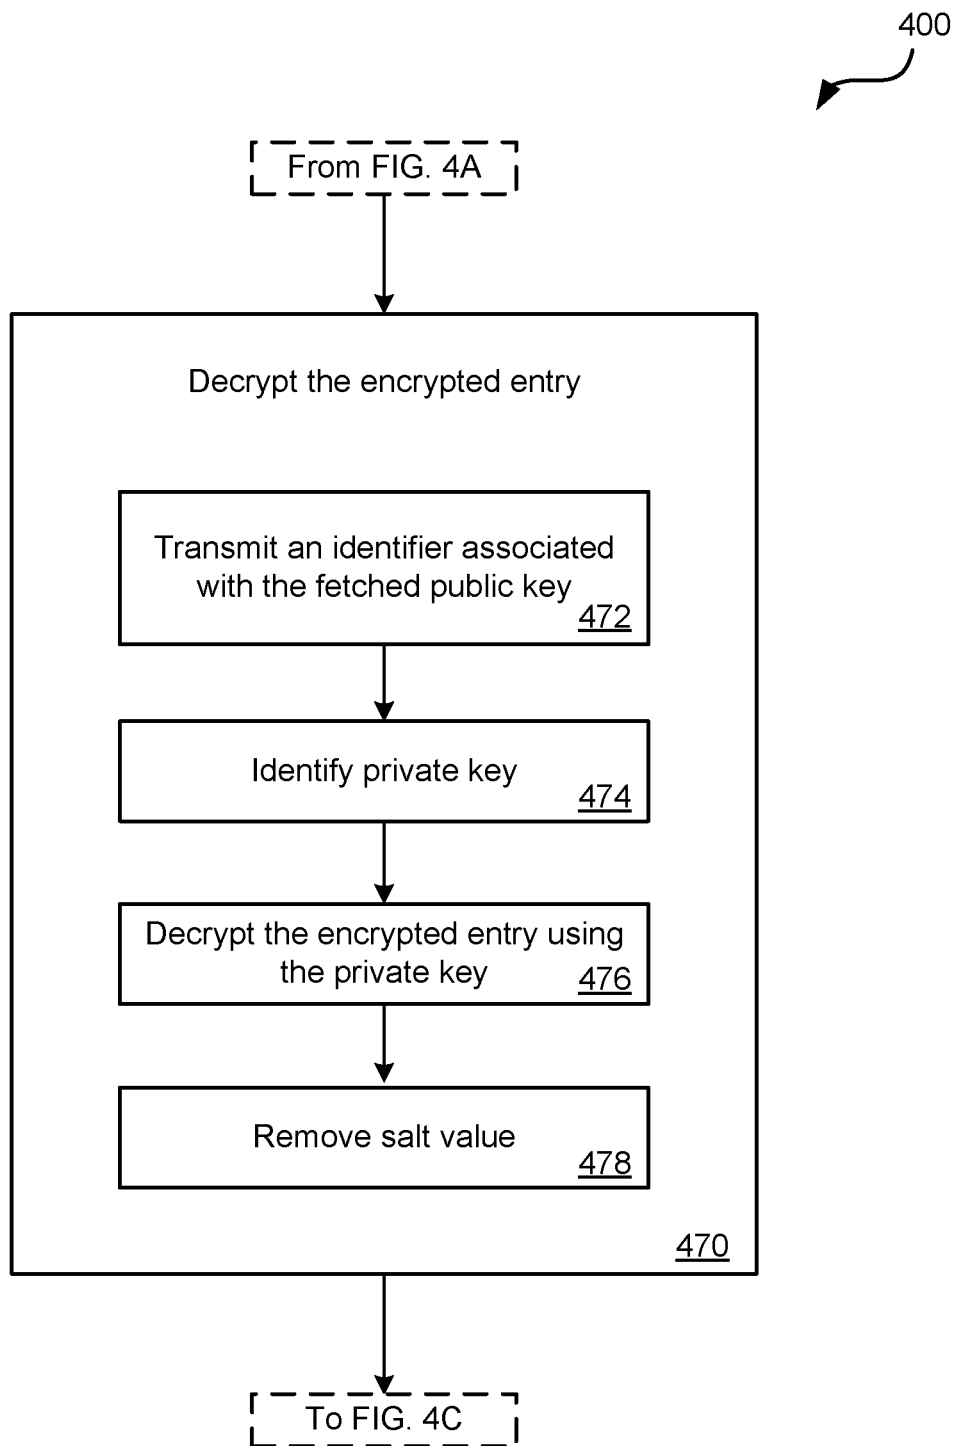 400
From FIG. 4A
Decrypt the encrypted entry
Transmit an identifier associated
with the fetched public key
472
Identify private key
474
Decrypt the encrypted entry using
the private key
476
Remove salt value
478
470
To FIG. 4C